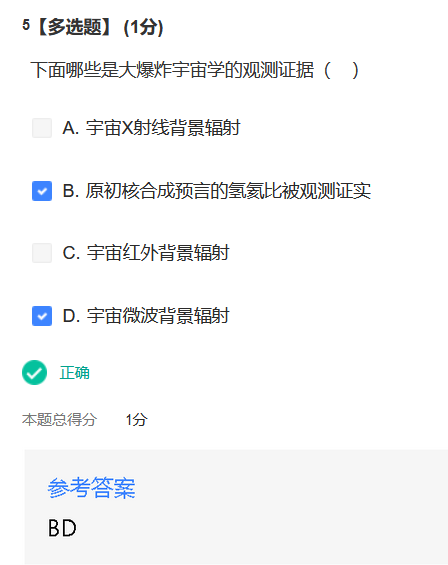 5【多选题】 (1分)
下面哪些是大爆炸宇宙学的观测证据（　）
A. 宇宙X射线背景辐射
B. 原初核合成预言的氢氦比被观测证实
C. 宇宙红外背景辐射
D. 宇宙微波背景辐射
正确
本题总得分 1分
参考答案
BD